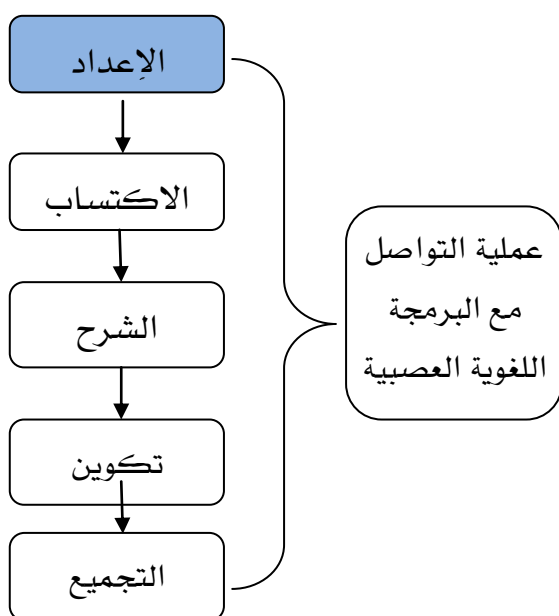 الإعداد
الاكتساب
الشرح
تكوين
التجميع
عملية التواصل
مع البرمجة
اللغوية العصبية